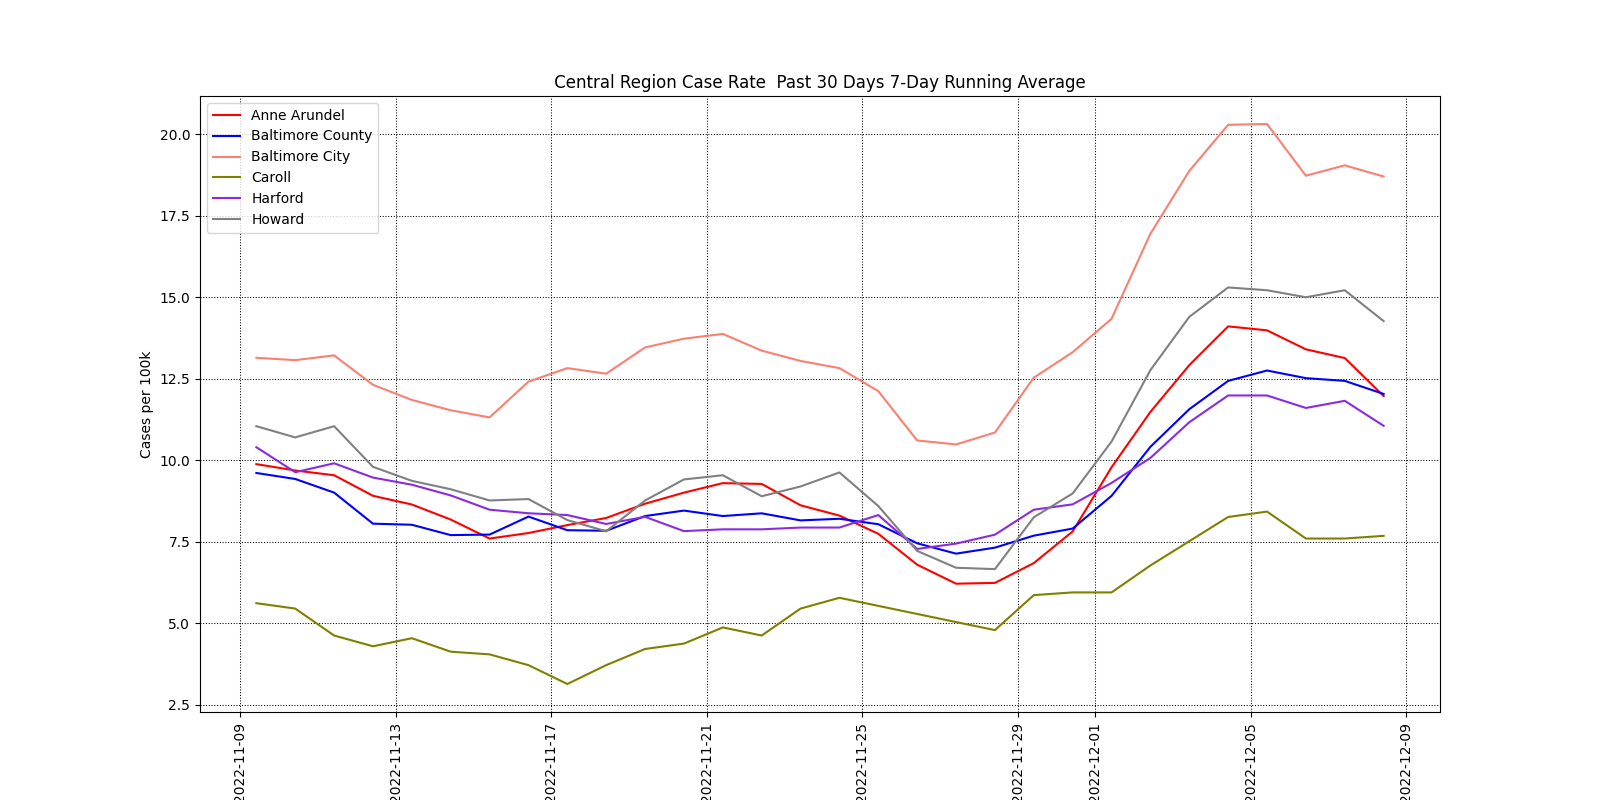 Central Region Case Rate  Past 30 Days 7-Day Running Average
Anne Arundel
Baltimore County
Baltimore City
Caroll
Harford
Howard
Cases per 100k
20.0
17.5
15.0
12.5
10.0
7.5
5.0
2.5
2022-11-09
2022-11-13
2022-11-17
2022-11-21
2022-11-25
2022-11-29
2022-12-01
2022-12-05
2022-12-09